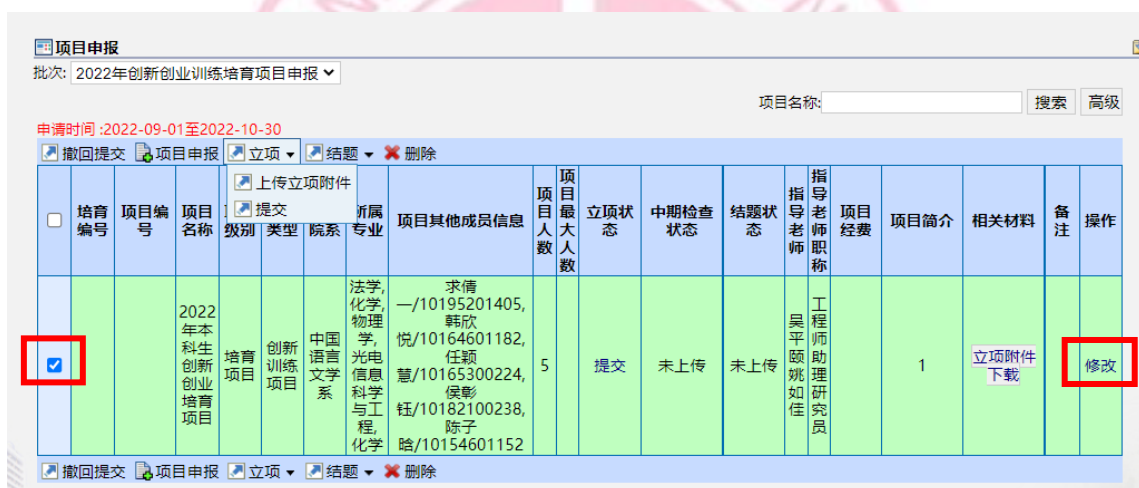 项目申报
批次: 2022年创新创业训练培育项目申报
项目名称: 搜索 高级
申请时间 :2022-09-01至2022-10-30
撤回提交 项目申报 立项 结题 删除
上传立项附件
提交
培育编号 项目编号 项目名称 级别 类型 院系 所属专业 项目其他成员信息 项目人数 项目最大人数 立项状态 中期检查状态 结题状态 指导老师 指导老师职称 项目经费 项目简介 相关材料 备注 操作
2022年本科生创新创业培育项目 培育项目 创新训练项目 中国语言文学系 法学,化学,物理学,光电信息科学与工程,化学 求倩一/10195201405,韩欣悦/10164601182,任颖慧/10165300224,侯彰钰/10182100238,陈子晗/10154601152 5 提交 未上传 未上传 吴平颐姚如佳 工程师助理研究员 1 立项附件下载 修改
撤回提交 项目申报 立项 结题 删除